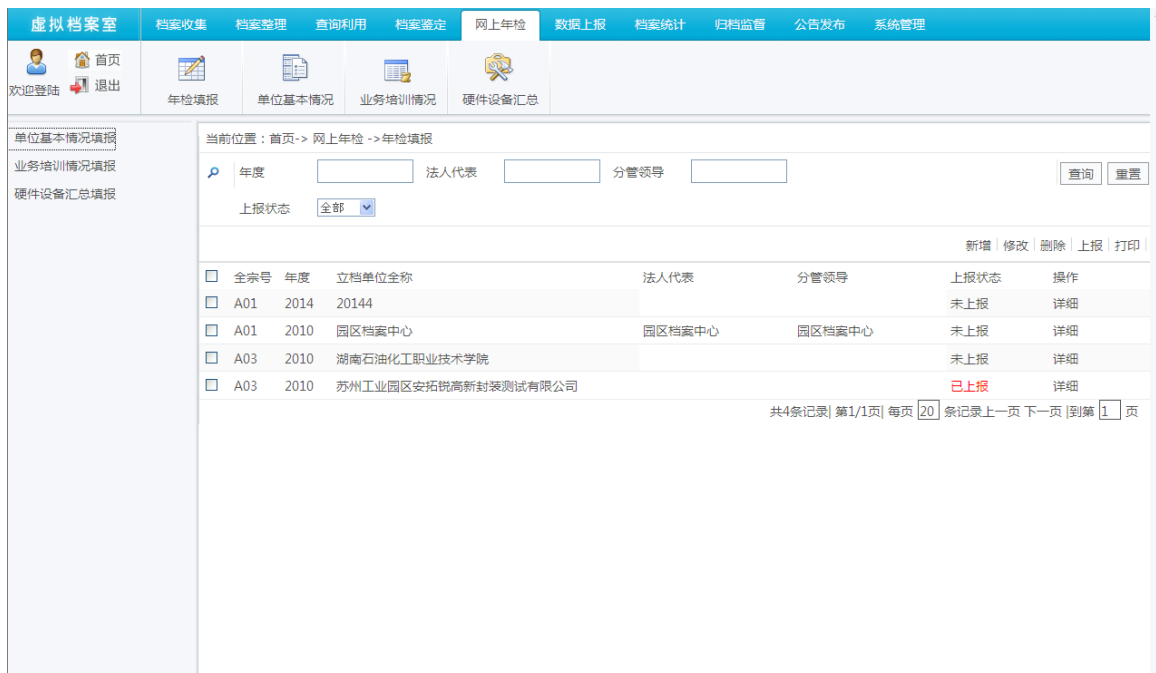 虚拟档案室 档案收集 档案整理 查询利用 档案鉴定 网上年检 数据上报 档案统计 归档监督 公告发布 系统管理
欢迎登陆 首页 退出
年检填报 单位基本情况 业务培训情况 硬件设备汇总
单位基本情况填报
业务培训情况填报
硬件设备汇总填报
当前位置：首页-> 网上年检 ->年检填报
年度 法人代表 分管领导 查询 重置
上报状态 全部
新增 修改 删除 上报 打印
全宗号 年度 立档单位全称 法人代表 分管领导 上报状态 操作
A01 2014 20144 未上报 详细
A01 2010 园区档案中心 园区档案中心 园区档案中心 未上报 详细
A03 2010 湖南石油化工职业技术学院 未上报 详细
A03 2010 苏州工业园区安拓锐高新封装测试有限公司 已上报 详细
共4条记录| 第1/1页| 每页 20 条记录上一页 下一页 |到第 1 页